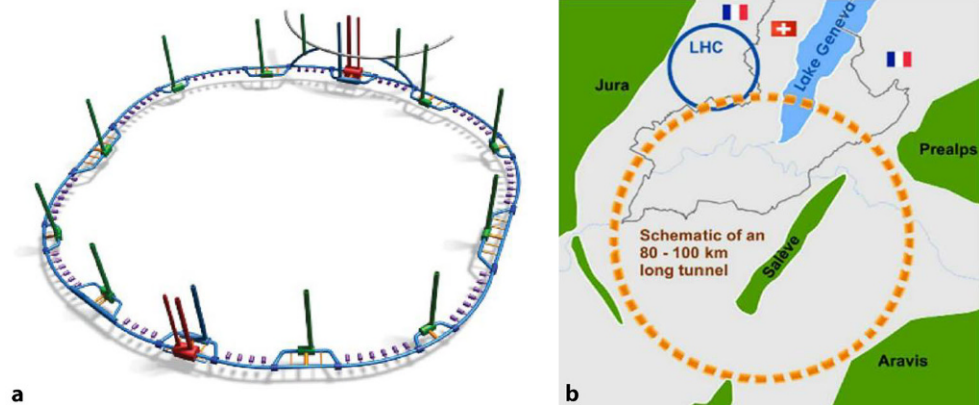 a
LHC
Lake Geneva
Jura
Prealps
Schematic of an
80 - 100 km
long tunnel
Salève
Aravis
b